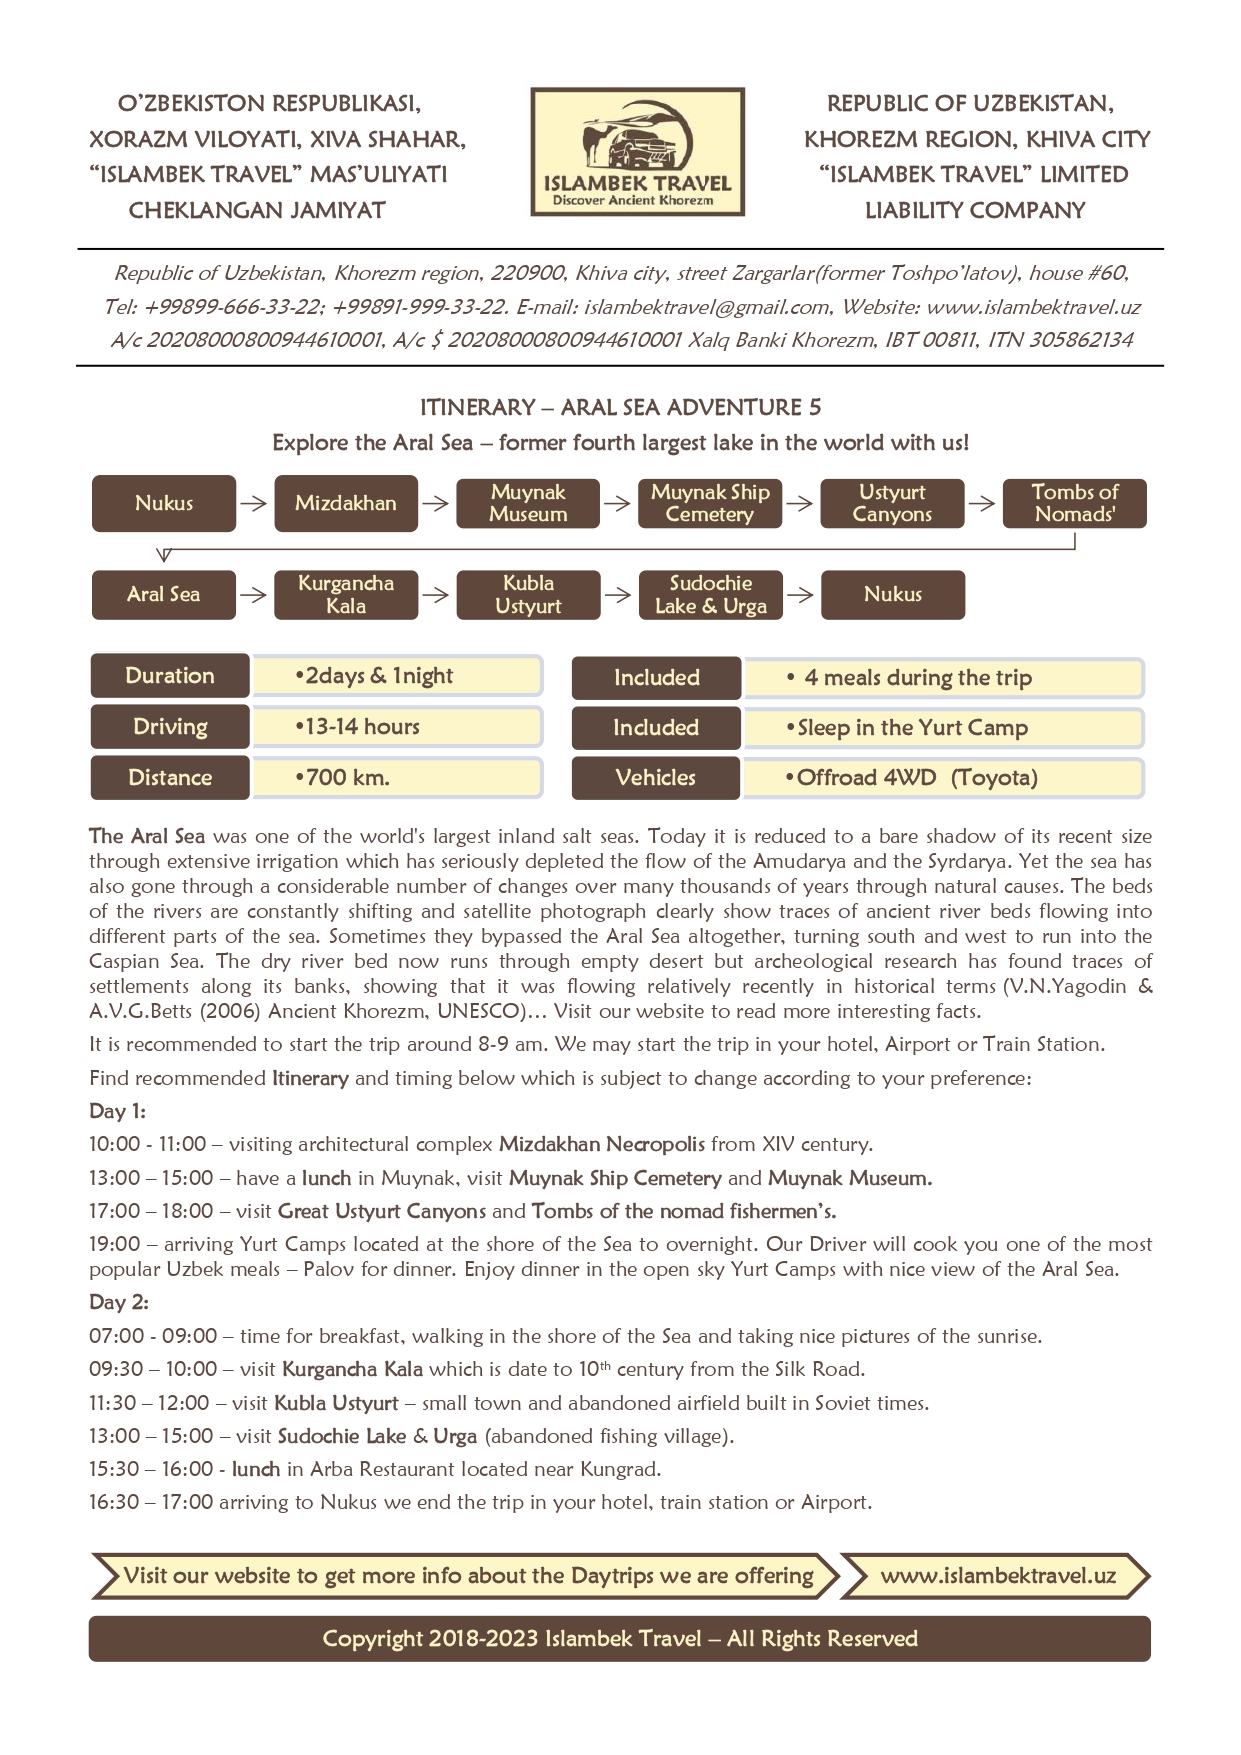 O’ZBEKISTON RESPUBLIKASI,
XORAZM VILOYATI, XIVA SHAHAR,
“ISLAMBEK TRAVEL” MAS’ULIYATI
CHEKLANGAN JAMIYAT
ISLAMBEK TRAVEL
Discover Ancient Khorezm
REPUBLIC OF UZBEKISTAN,
KHOREZM REGION, KHIVA CITY
“ISLAMBEK TRAVEL” LIMITED
LIABILITY COMPANY
Republic of Uzbekistan, Khorezm region, 220900, Khiva city, street Zargarlar(former Toshpo’latov), house #60,
Tel: +99899-666-33-22; +99891-999-33-22. E-mail: islambektravel@gmail.com, Website: www.islambektravel.uz
A/c 20208000800944610001, A/c $ 20208000800944610001 Xalq Banki Khorezm, IBT 00811, ITN 305862134
ITINERARY – ARAL SEA ADVENTURE 5
Explore the Aral Sea – former fourth largest lake in the world with us!
Nukus
Mizdakhan
Muynak
Museum
Muynak Ship
Cemetery
Ustyurt
Canyons
Tombs of
Nomads'
Aral Sea
Kurgancha
Kala
Kubla
Ustyurt
Sudochie
Lake & Urga
Nukus
Duration
•2days & 1night
Driving
•13-14 hours
Distance
•700 km.
Included
• 4 meals during the trip
Included
•Sleep in the Yurt Camp
Vehicles
•Offroad 4WD (Toyota)
The Aral Sea was one of the world's largest inland salt seas. Today it is reduced to a bare shadow of its recent size
through extensive irrigation which has seriously depleted the flow of the Amudarya and the Syrdarya. Yet the sea has
also gone through a considerable number of changes over many thousands of years through natural causes. The beds
of the rivers are constantly shifting and satellite photograph clearly show traces of ancient river beds flowing into
different parts of the sea. Sometimes they bypassed the Aral Sea altogether, turning south and west to run into the
Caspian Sea. The dry river bed now runs through empty desert but archeological research has found traces of
settlements along its banks, showing that it was flowing relatively recently in historical terms (V.N.Yagodin &
A.V.G.Betts (2006) Ancient Khorezm, UNESCO)… Visit our website to read more interesting facts.
It is recommended to start the trip around 8-9 am. We may start the trip in your hotel, Airport or Train Station.
Find recommended Itinerary and timing below which is subject to change according to your preference:
Day 1:
10:00 - 11:00 – visiting architectural complex Mizdakhan Necropolis from XIV century.
13:00 – 15:00 – have a lunch in Muynak, visit Muynak Ship Cemetery and Muynak Museum.
17:00 – 18:00 – visit Great Ustyurt Canyons and Tombs of the nomad fishermen’s.
19:00 – arriving Yurt Camps located at the shore of the Sea to overnight. Our Driver will cook you one of the most
popular Uzbek meals – Palov for dinner. Enjoy dinner in the open sky Yurt Camps with nice view of the Aral Sea.
Day 2:
07:00 - 09:00 – time for breakfast, walking in the shore of the Sea and taking nice pictures of the sunrise.
09:30 – 10:00 – visit Kurgancha Kala which is date to 10th century from the Silk Road.
11:30 – 12:00 – visit Kubla Ustyurt – small town and abandoned airfield built in Soviet times.
13:00 – 15:00 – visit Sudochie Lake & Urga (abandoned fishing village).
15:30 – 16:00 - lunch in Arba Restaurant located near Kungrad.
16:30 – 17:00 arriving to Nukus we end the trip in your hotel, train station or Airport.
Visit our website to get more info about the Daytrips we are offering
www.islambektravel.uz
Copyright 2018-2023 Islambek Travel – All Rights Reserved